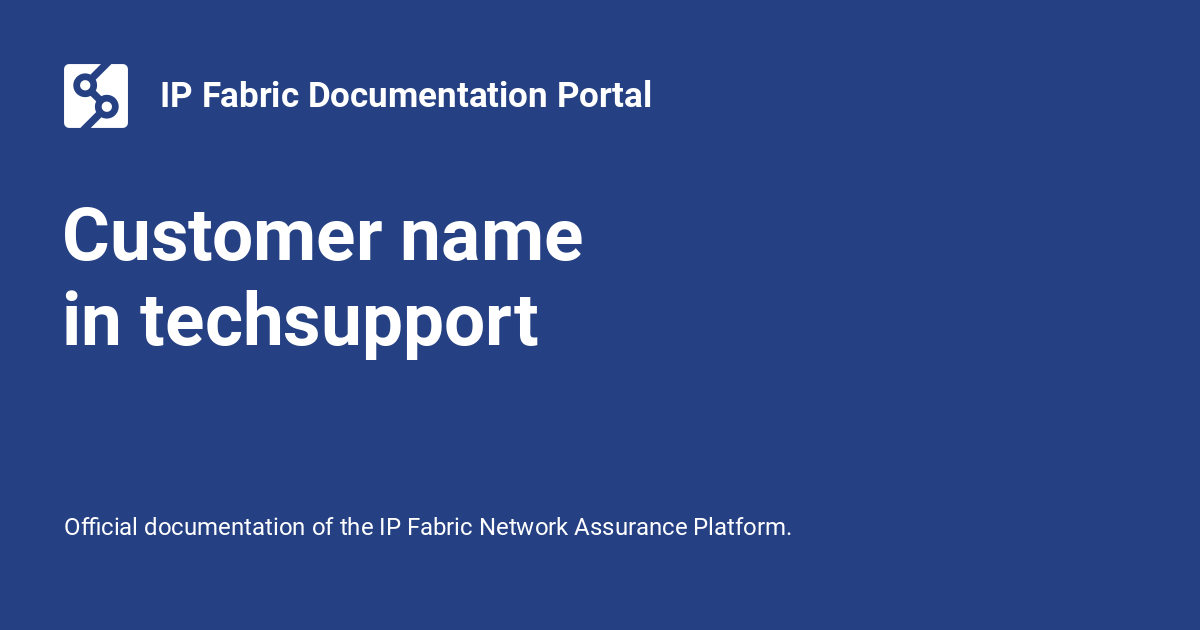 IP Fabric Documentation Portal
Customer name
in techsupport
Official documentation of the IP Fabric Network Assurance Platform.